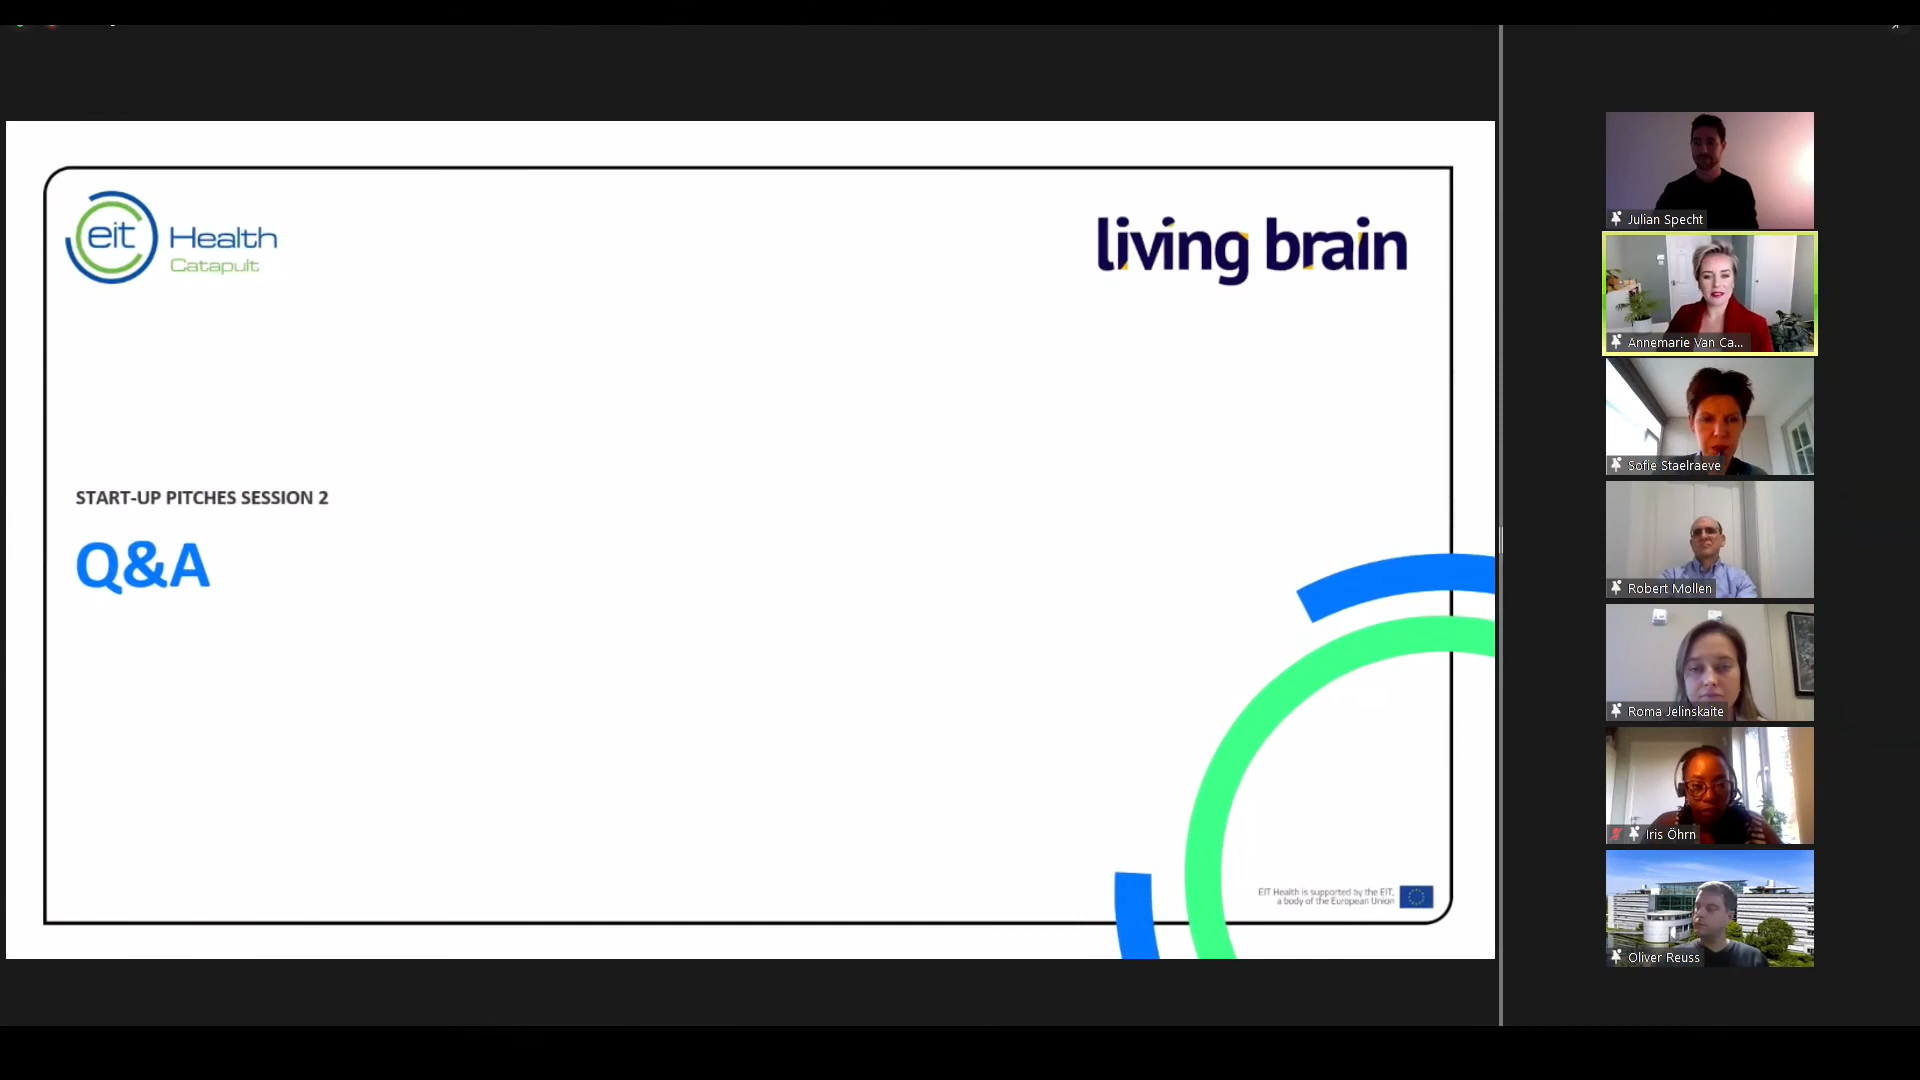 eit Health
Catapult
living brain
START-UP PITCHES SESSION 2
Q&A
EIT Health is supported by the EIT,
a body of the European Union
Julian Specht
Annemarie Van Ca...
Sofie Staelraeve
Robert Mollen
Roma Jelinskaite
Iris Öhrn
Oliver Reuss